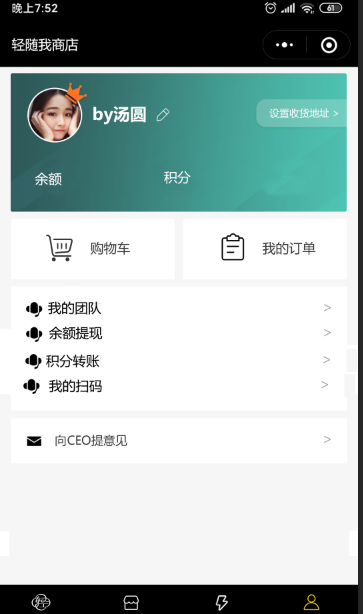 晚上7:52
61
轻随我商店
by汤圆
设置收货地址 >
余额
积分
购物车
我的订单
我的团队 >
余额提现 >
积分转账 >
我的扫码 >
向CEO提意见 >